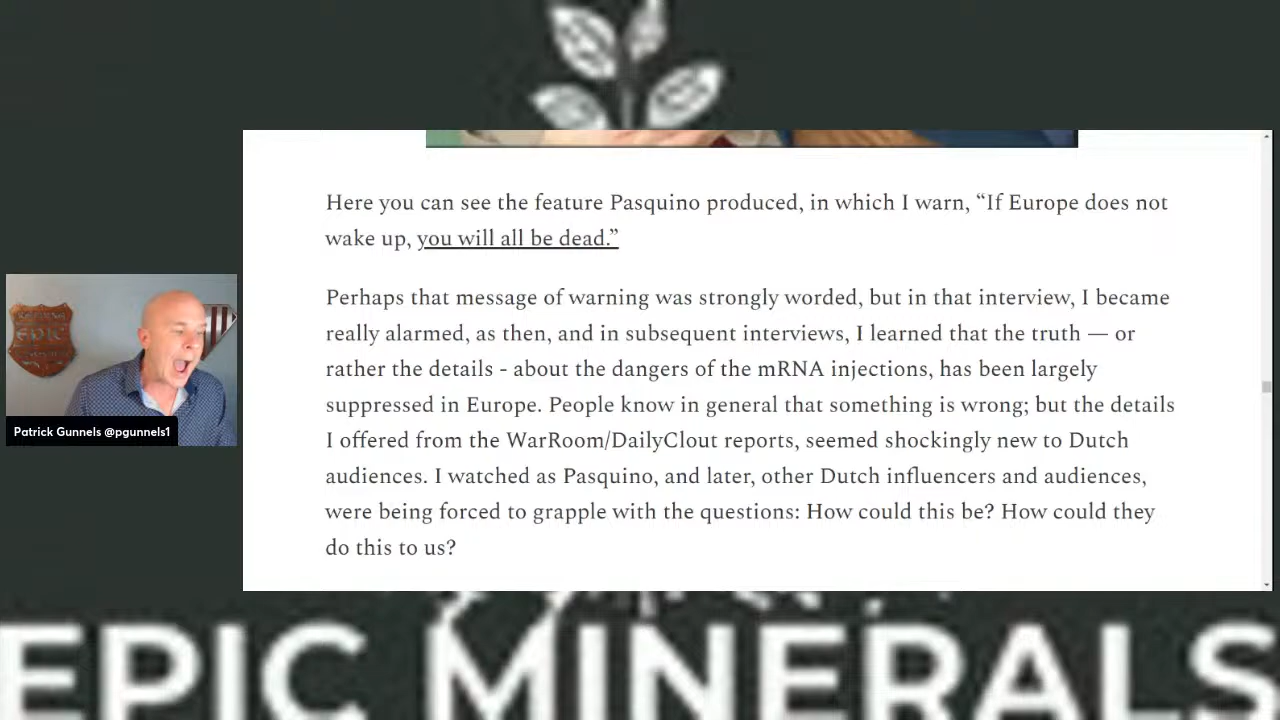 Here you can see the feature Pasquino produced, in which I warn, “If Europe does not
wake up, you will all be dead.”
Perhaps that message of warning was strongly worded, but in that interview, I became
really alarmed, as then, and in subsequent interviews, I learned that the truth — or
rather the details - about the dangers of the mRNA injections, has been largely
suppressed in Europe. People know in general that something is wrong; but the details
I offered from the WarRoom/DailyClout reports, seemed shockingly new to Dutch
audiences. I watched as Pasquino, and later, other Dutch influencers and audiences,
were being forced to grapple with the questions: How could this be? How could they
do this to us?
EPIC
Patrick Gunnels @pgunnels1
EPIC MINERALS